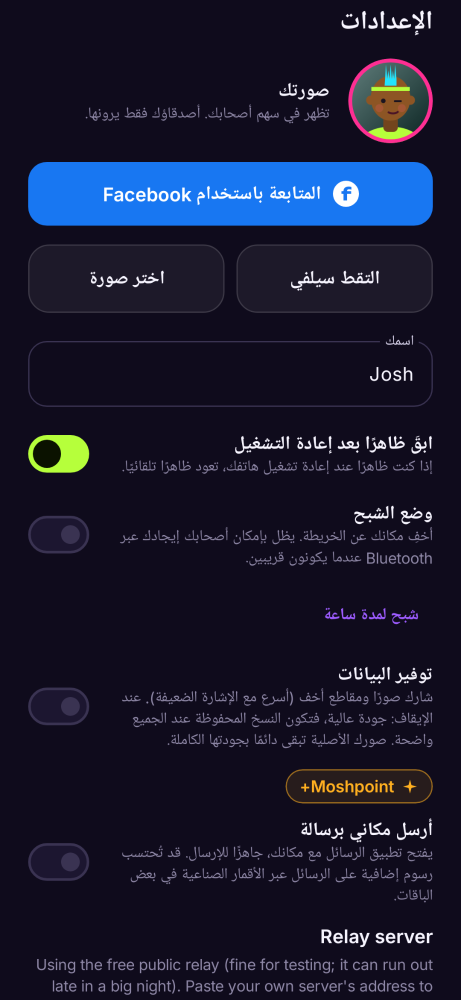 الإعدادات
صورتك
تظهر في سهم أصحابك. أصدقاؤك فقط يرونها.
المتابعة باستخدام Facebook
التقط سيلفي
اختر صورة
اسمك
Josh
ابقَ ظاهرًا بعد إعادة التشغيل
إذا كنت ظاهرًا عند إعادة تشغيل هاتفك، تعود ظاهرًا تلقائيًا.
وضع الشبح
أخفِ مكانك عن الخريطة. يظل بإمكان أصحابك إيجادك عبر
Bluetooth عندما يكونون قريبين.
شبح لمدة ساعة
توفير البيانات
شارك صورًا ومقاطع أخف (أسرع مع الإشارة الضعيفة). عند
الإيقاف: جودة عالية، فتكون النسخ المحفوظة عند الجميع
واضحة. صورك الأصلية تبقى دائمًا بجودتها الكاملة.
Moshpoint+
أرسل مكاني برسالة
يفتح تطبيق الرسائل مع مكانك، جاهزًا للإرسال. قد تُحتسب
رسوم إضافية على الرسائل عبر الأقمار الصناعية في بعض
الباقات.
Relay server
Using the free public relay (fine for testing; it can run out
late in a big night). Paste your own server's address to